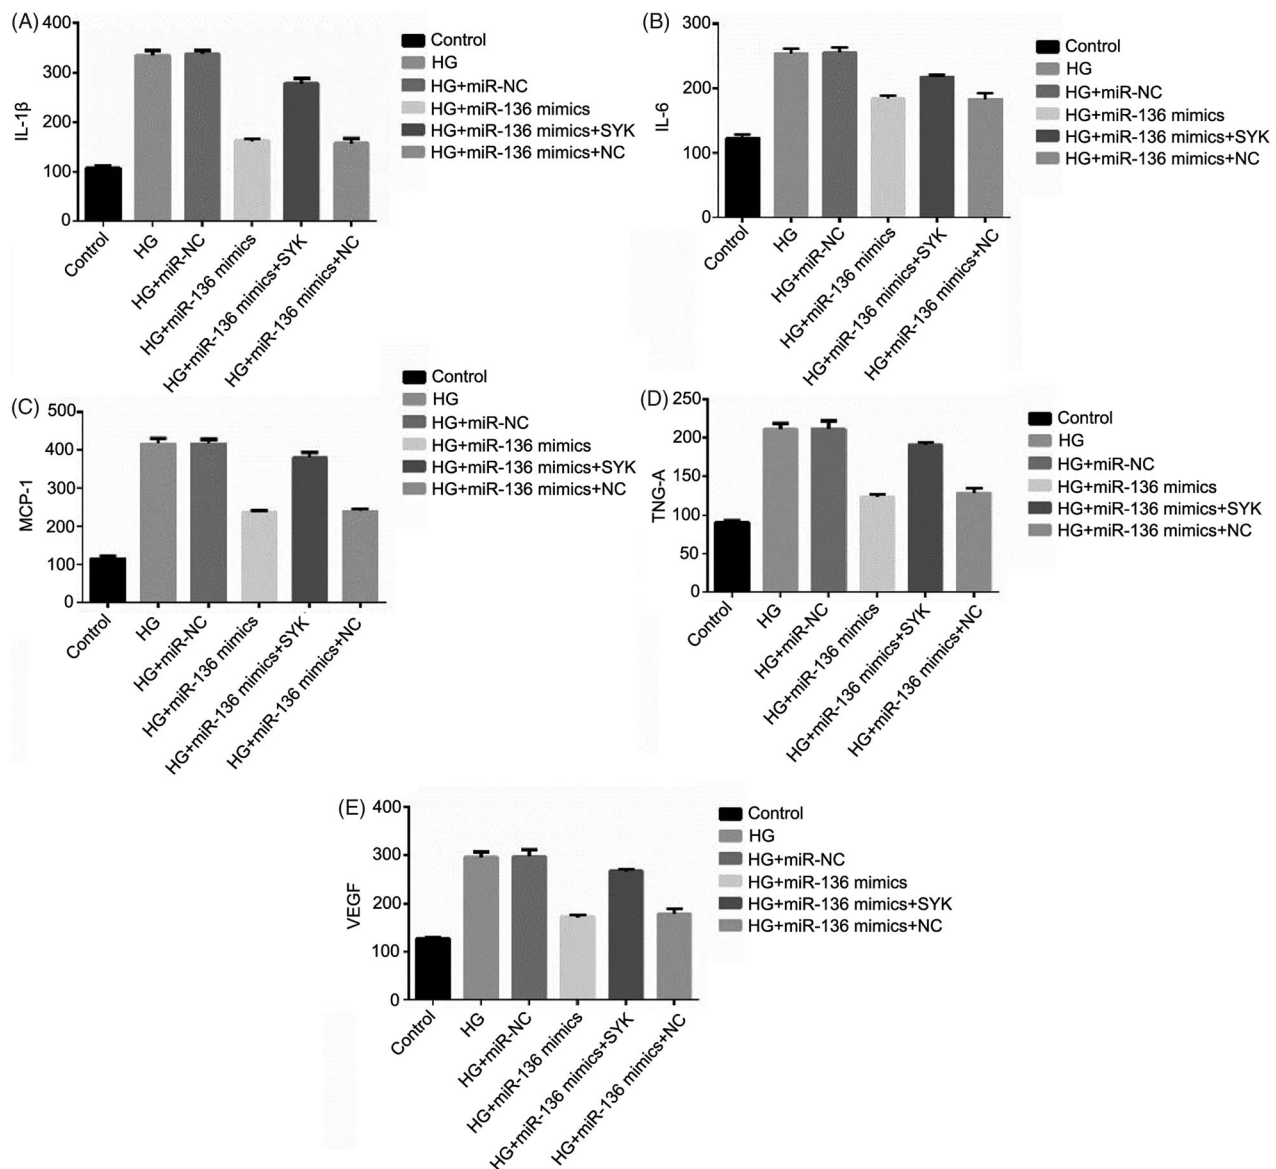 (A)
400
300
200
100
0
IL-1β
Control
HG
HG+miR-NC
HG+miR-136 mimics
HG+miR-136 mimics+SYK
HG+miR-136 mimics+NC
Control
HG
HG+miR-NC
HG+miR-136 mimics
HG+miR-136 mimics+SYK
HG+miR-136 mimics+NC
(B)
300
200
100
0
IL-6
Control
HG
HG+miR-NC
HG+miR-136 mimics
HG+miR-136 mimics+SYK
HG+miR-136 mimics+NC
Control
HG
HG+miR-NC
HG+miR-136 mimics
HG+miR-136 mimics+SYK
HG+miR-136 mimics+NC
(C)
500
400
300
200
100
0
MCP-1
Control
HG
HG+miR-NC
HG+miR-136 mimics
HG+miR-136 mimics+SYK
HG+miR-136 mimics+NC
Control
HG
HG+miR-NC
HG+miR-136 mimics
HG+miR-136 mimics+SYK
HG+miR-136 mimics+NC
(D)
250
200
150
100
50
0
TNG-A
Control
HG
HG+miR-NC
HG+miR-136 mimics
HG+miR-136 mimics+SYK
HG+miR-136 mimics+NC
Control
HG
HG+miR-NC
HG+miR-136 mimics
HG+miR-136 mimics+SYK
HG+miR-136 mimics+NC
(E)
400
300
200
100
0
VEGF
Control
HG
HG+miR-NC
HG+miR-136 mimics
HG+miR-136 mimics+SYK
HG+miR-136 mimics+NC
Control
HG
HG+miR-NC
HG+miR-136 mimics
HG+miR-136 mimics+SYK
HG+miR-136 mimics+NC